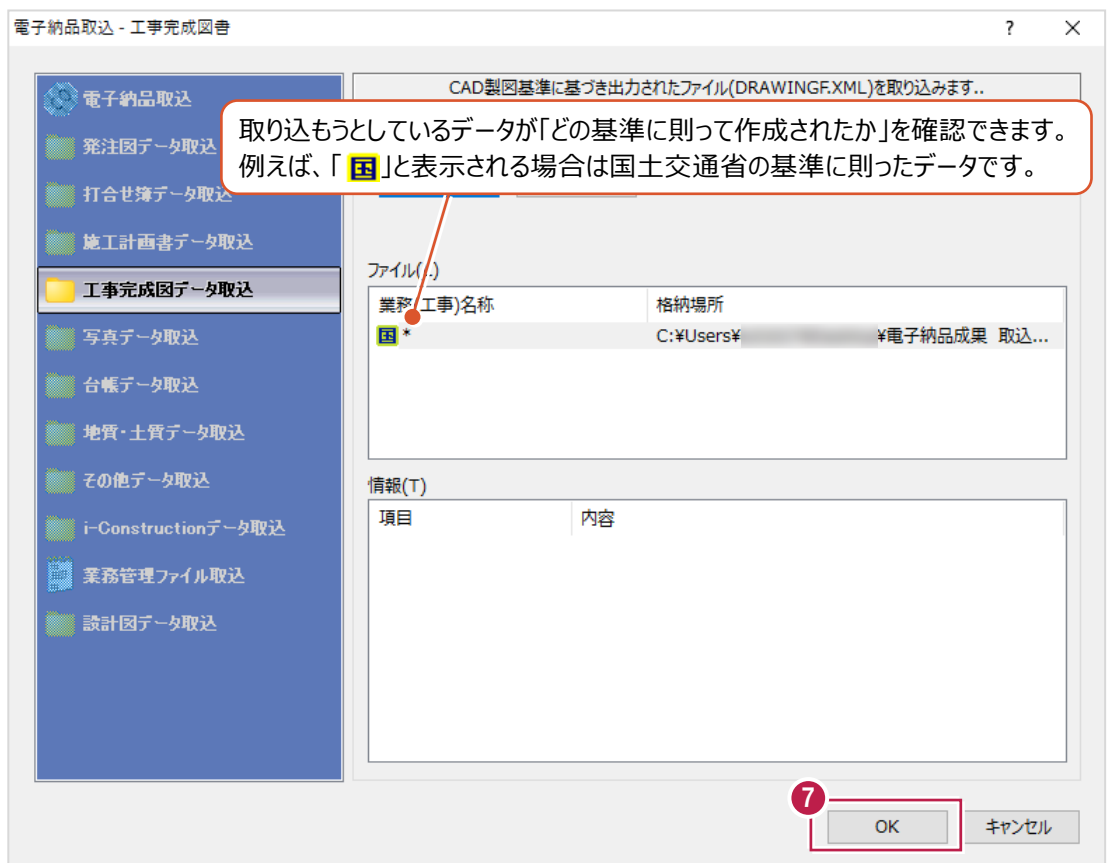 電子納品取込 - 工事完成図書
電子納品取込
発注図データ取込
打合せ簿データ取込
施工計画書データ取込
工事完成図データ取込
写真データ取込
台帳データ取込
地質・土質データ取込
その他データ取込
i-Constructionデータ取込
業務管理ファイル取込
設計図データ取込
CAD製図基準に基づき出力されたファイル(DRAWINGF.XML)を取り込みます..
取り込もうとしているデータが「どの基準に則って作成されたか」を確認できます。
例えば、「国」と表示される場合は国土交通省の基準に則ったデータです。
ファイル(
業務(工事)名称 格納場所
国 * C:¥Users¥ ¥電子納品成果 取込...
情報(T)
項目 内容
7
OK キャンセル